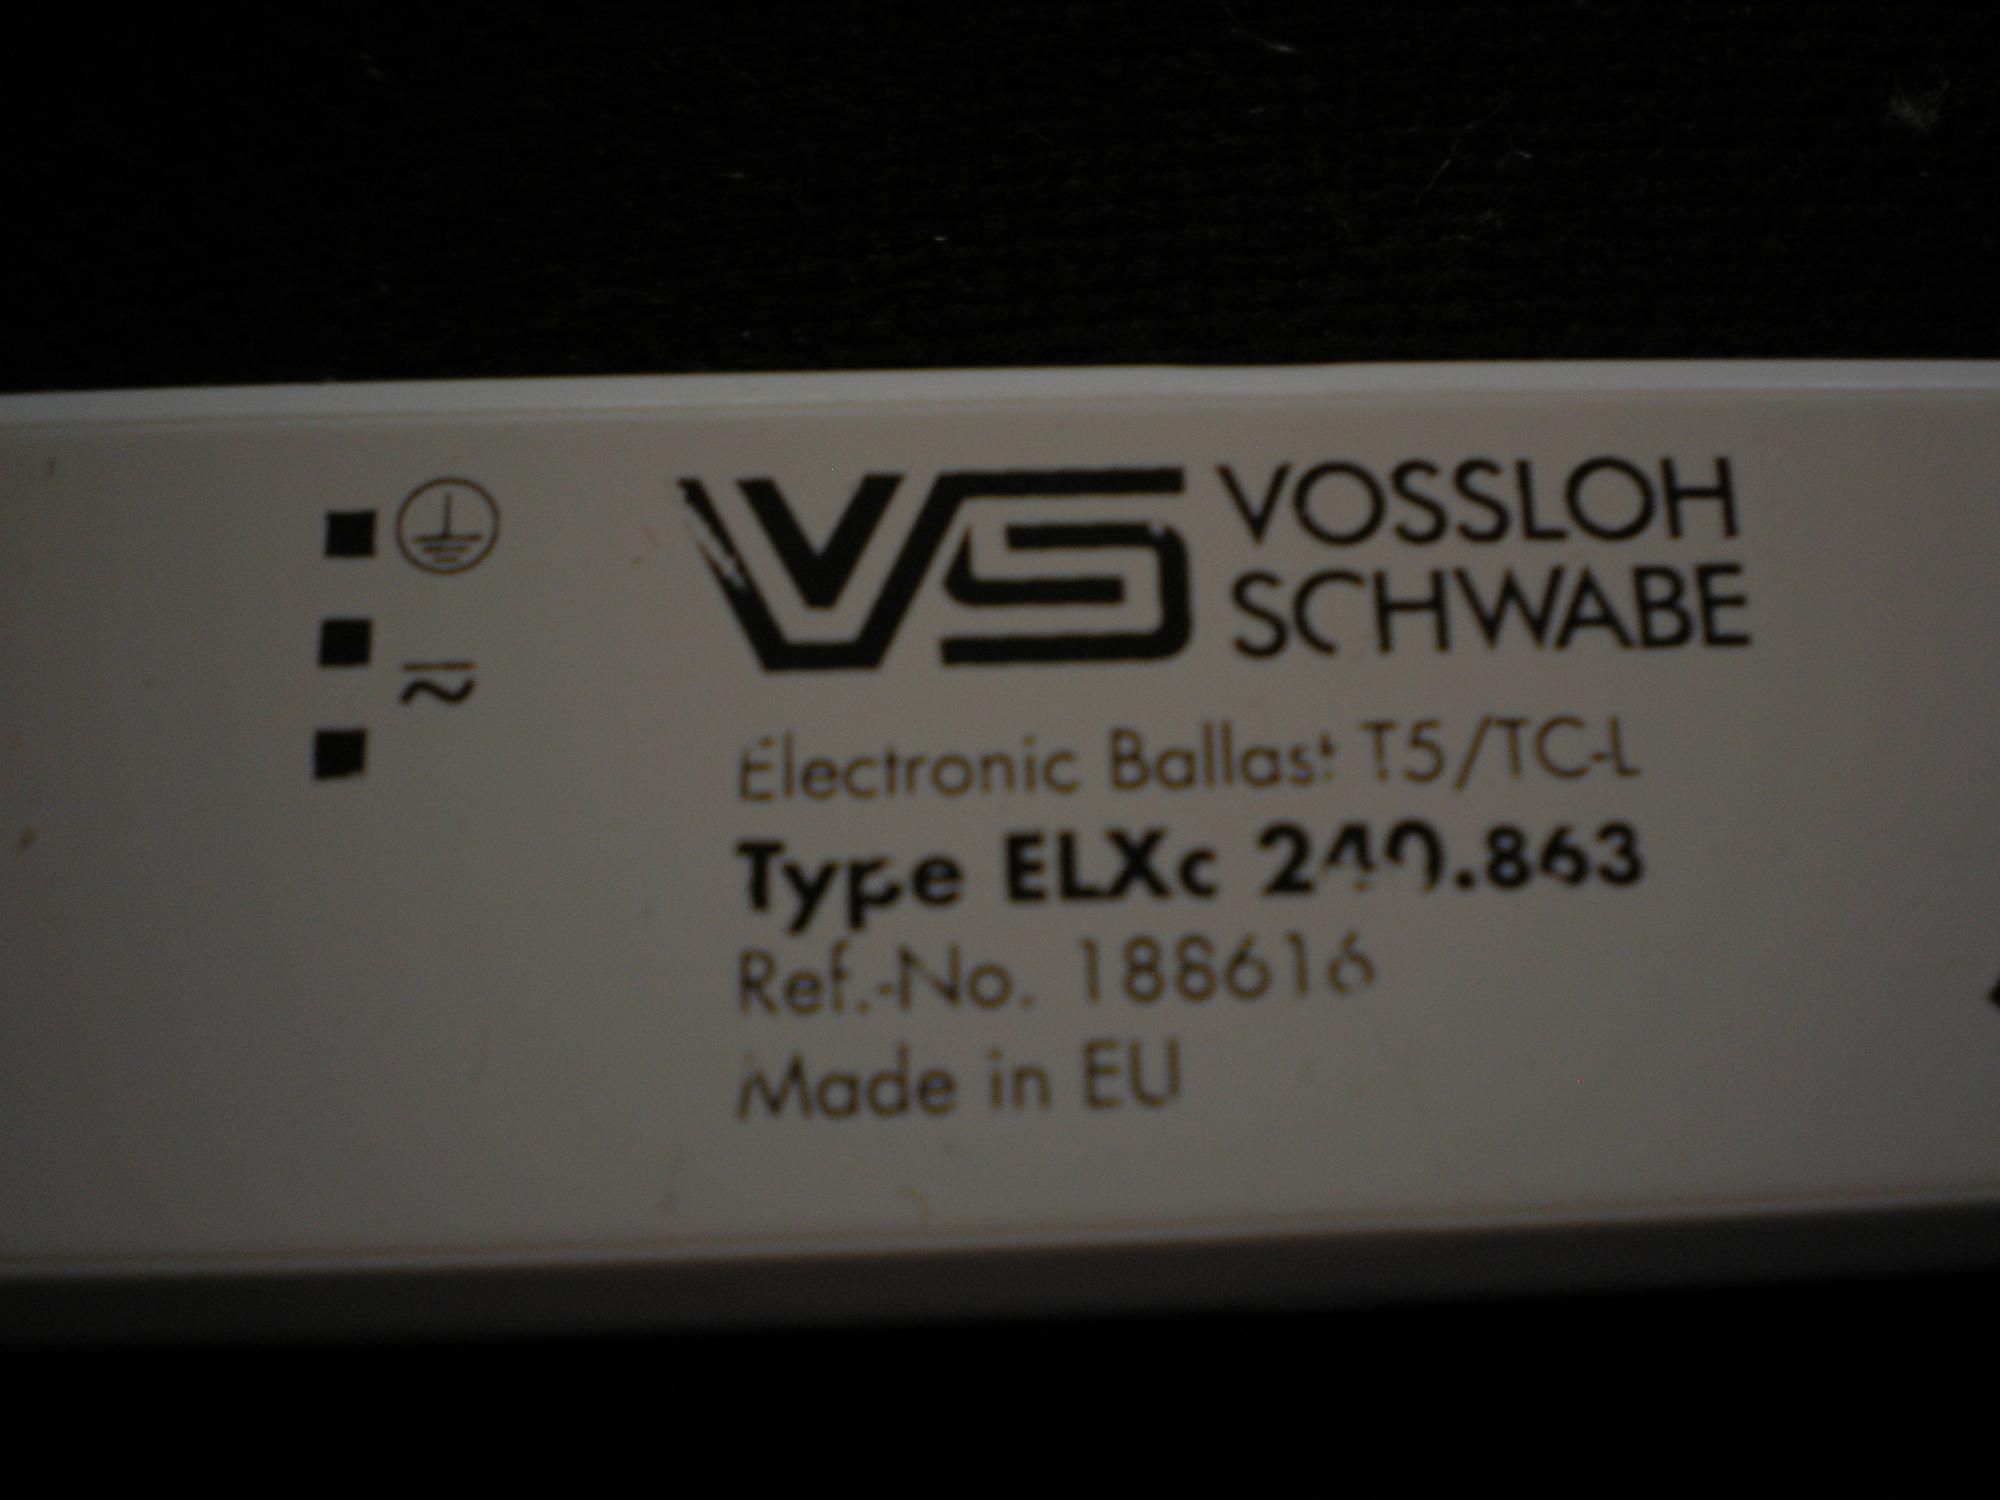 VS VOSSLOH
SCHWABE
Electronic Ballast T5/TC-L
Type ELXc 240.863
Ref.-No. 188616
Made in EU